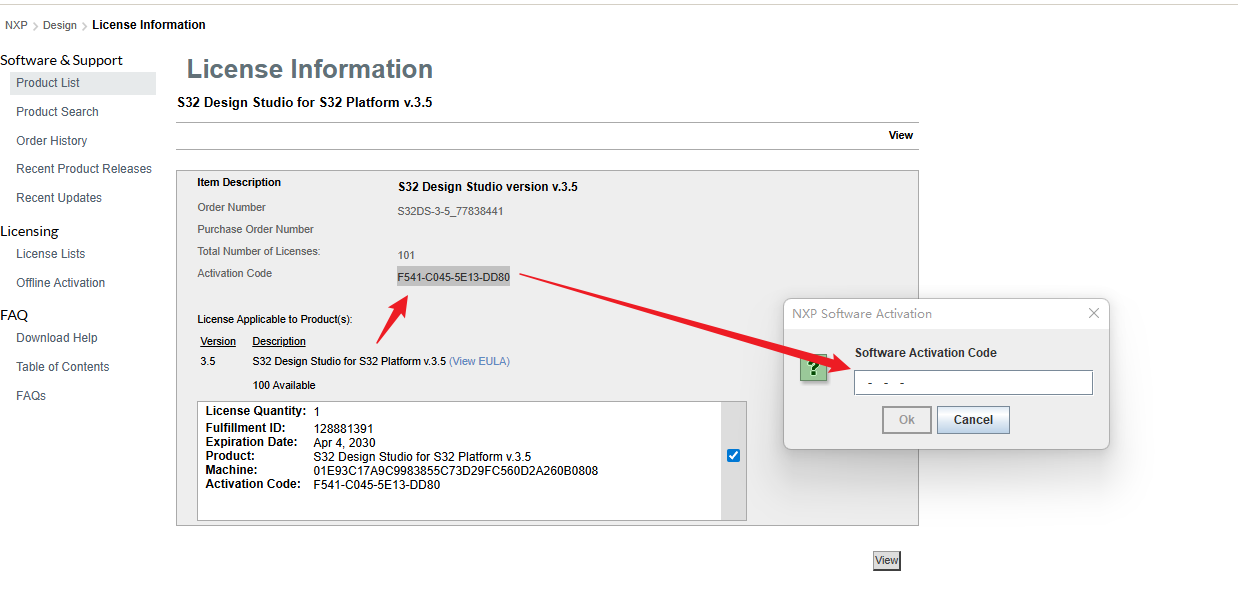 NXP > Design > License Information
Software & Support
Product List
Product Search
Order History
Recent Product Releases
Recent Updates
Licensing
License Lists
Offline Activation
FAQ
Download Help
Table of Contents
FAQs
License Information
S32 Design Studio for S32 Platform v.3.5
View
Item Description S32 Design Studio version v.3.5
Order Number S32DS-3-5_77838441
Purchase Order Number
Total Number of Licenses: 101
Activation Code F541-C045-5E13-DD80
License Applicable to Product(s):
Version Description
3.5 S32 Design Studio for S32 Platform v.3.5 (View EULA)
100 Available
License Quantity: 1
Fulfillment ID: 128881391
Expiration Date: Apr 4, 2030
Product: S32 Design Studio for S32 Platform v.3.5
Machine: 01E93C17A9C9983855C73D29FC560D2A260B0808
Activation Code: F541-C045-5E13-DD80
View
NXP Software Activation
Software Activation Code
- - -
?
Ok Cancel